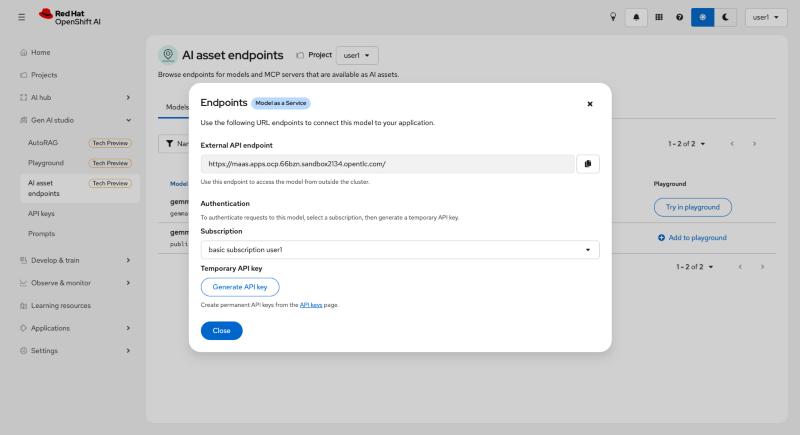 Red Hat
OpenShift AI
user1
Home
Projects
AI hub
Gen AI studio
AutoRAG
Tech Preview
Playground
Tech Preview
AI asset endpoints
Tech Preview
API keys
Prompts
Develop & train
Observe & monitor
Learning resources
Applications
Settings
AI asset endpoints
Project
user1
Browse endpoints for models and MCP servers that are available as AI assets.
Models
1 - 2 of 2
Model
Playground
Try in playground
Add to playground
1 - 2 of 2
Endpoints
Model as a Service
Use the following URL endpoints to connect this model to your application.
External API endpoint
https://maas.apps.ocp.66bzn.sandbox2134.opentlc.com/
Use this endpoint to access the model from outside the cluster.
Authentication
To authenticate requests to this model, select a subscription, then generate a temporary API key.
Subscription
basic subscription user1
Temporary API key
Generate API key
Create permanent API keys from the API keys page.
Close